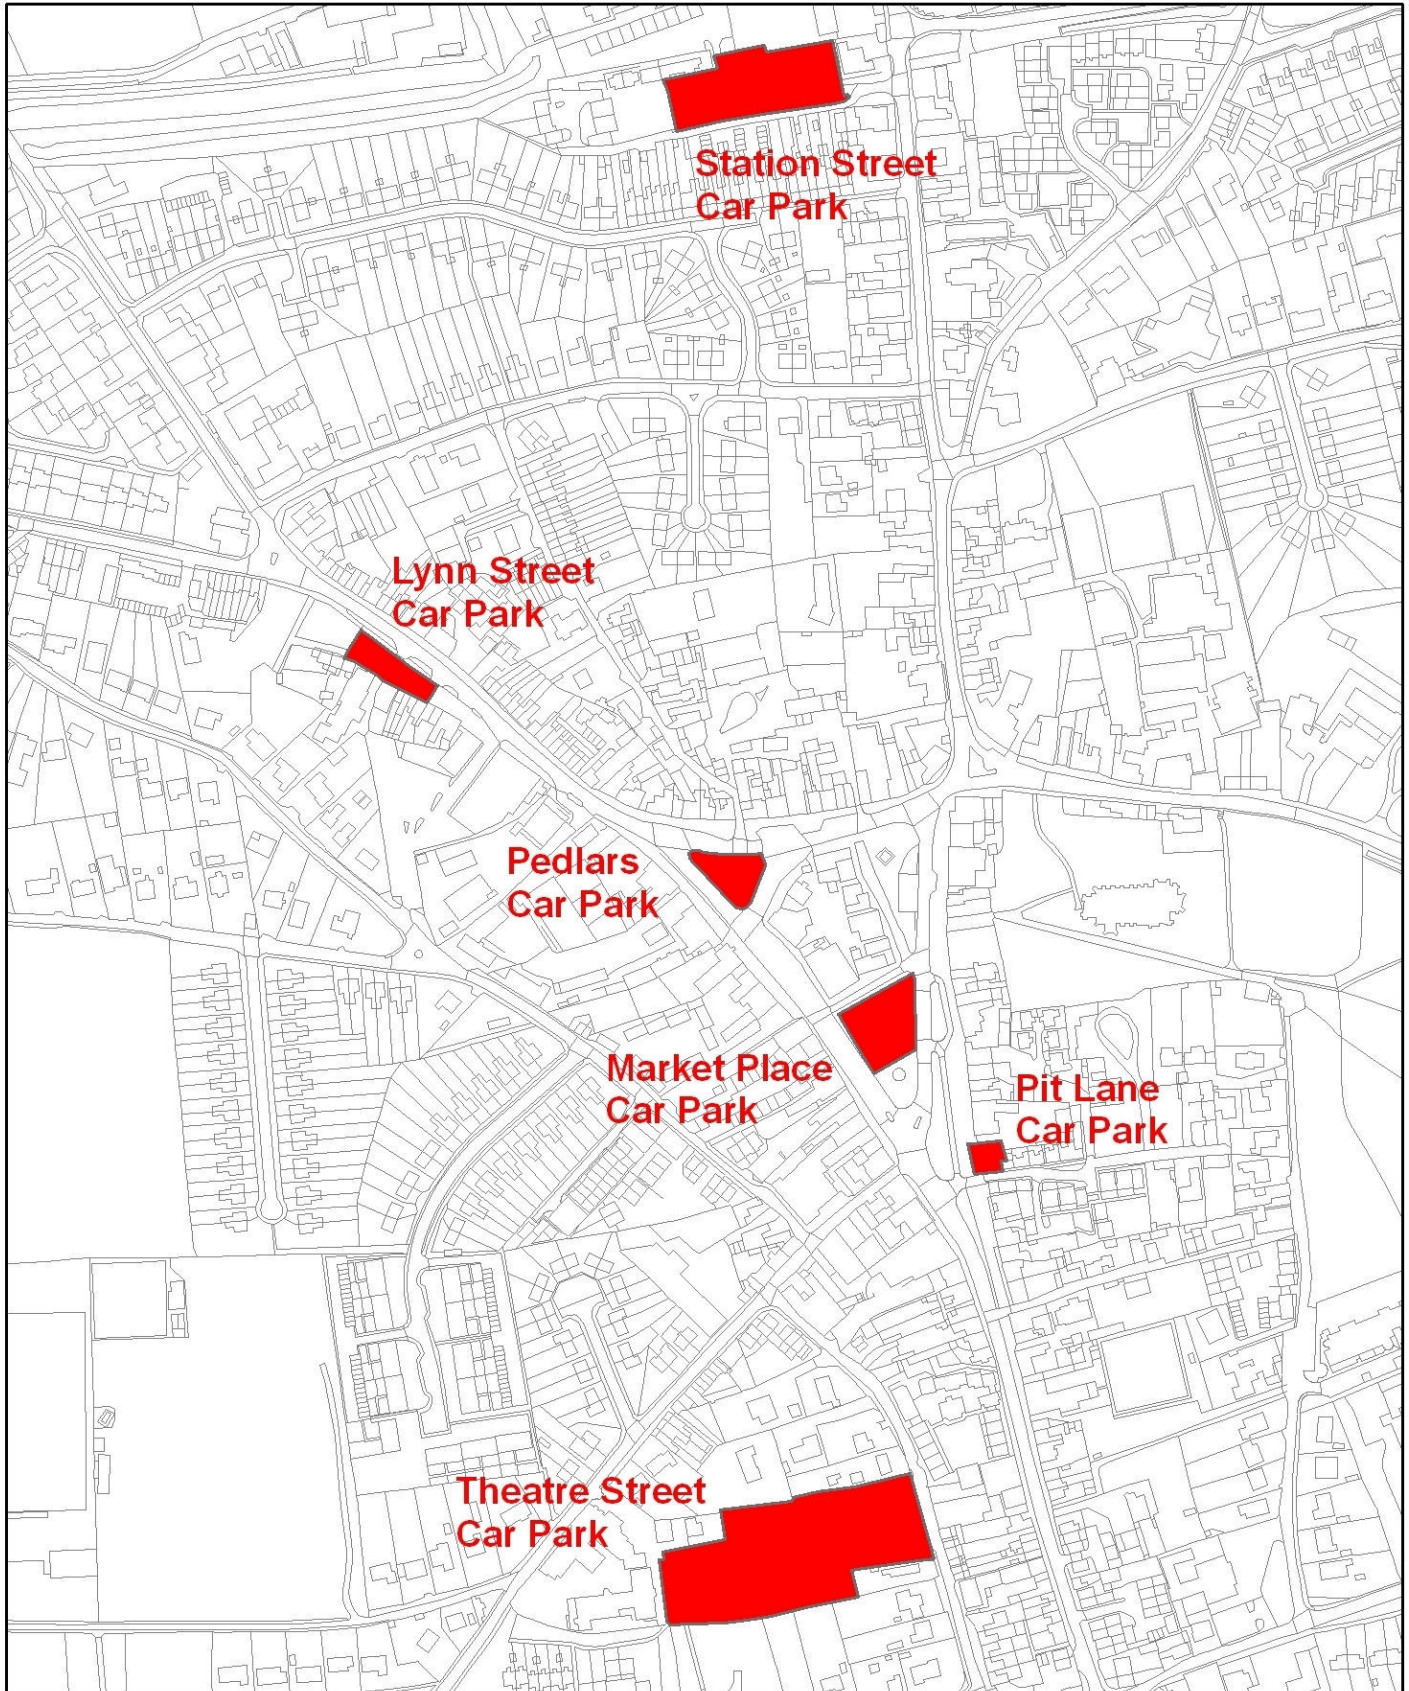 Station Street
Car Park
Lynn Street
Car Park
Pedlars
Car Park
Market Place
Car Park
Pit Lane
Car Park
Theatre Street
Car Park